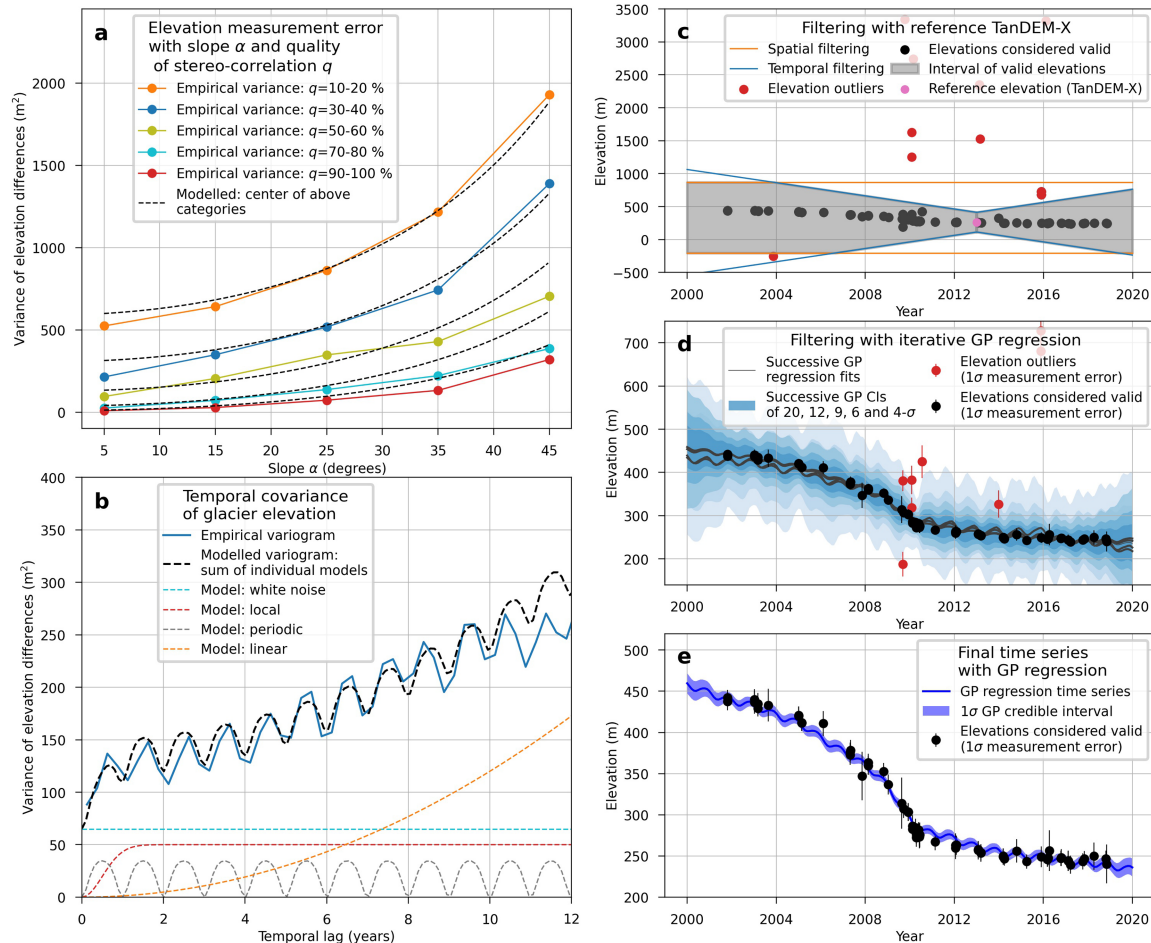 a
Elevation measurement error
with slope α and quality
of stereo-correlation q
Empirical variance: q=10-20 %
Empirical variance: q=30-40 %
Empirical variance: q=50-60 %
Empirical variance: q=70-80 %
Empirical variance: q=90-100 %
Modelled: center of above
categories
Variance of elevation differences (m²)
2000
1500
1000
500
0
5 10 15 20 25 30 35 40 45
Slope α (degrees)
b
Temporal covariance
of glacier elevation
Empirical variogram
Modelled variogram:
sum of individual models
Model: white noise
Model: local
Model: periodic
Model: linear
Variance of elevation differences (m²)
400
350
300
250
200
150
100
50
0
0 2 4 6 8 10 12
Temporal lag (years)
c
Filtering with reference TanDEM-X
Spatial filtering
Temporal filtering
Elevation outliers
Elevations considered valid
Interval of valid elevations
Reference elevation (TanDEM-X)
Elevation (m)
3500
3000
2500
2000
1500
1000
500
0
−500
2000 2004 2008 2012 2016 2020
Year
d
Filtering with iterative GP regression
Successive GP
regression fits
Successive GP CIs
of 20, 12, 9, 6 and 4-σ
Elevation outliers
(1σ measurement error)
Elevations considered valid
(1σ measurement error)
Elevation (m)
700
600
500
400
300
200
2000 2004 2008 2012 2016 2020
Year
e
Final time series
with GP regression
GP regression time series
1σ GP credible interval
Elevations considered valid
(1σ measurement error)
Elevation (m)
500
450
400
350
300
250
200
2000 2004 2008 2012 2016 2020
Year